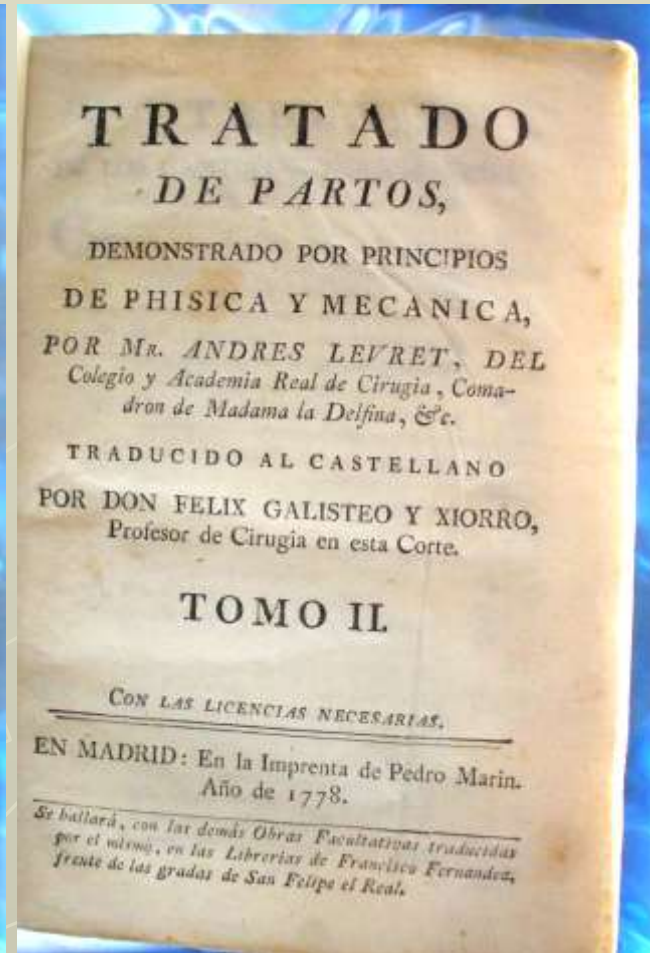 TRATADO
DE PARTOS,
DEMONSTRADO POR PRINCIPIOS
DE PHISICA Y MECANICA,
POR MR. ANDRES LEVRET, DEL
Colegio y Academia Real de Cirugia, Coma-
dron de Madama la Delfina, &c.
TRADUCIDO AL CASTELLANO
POR DON FELIX GALISTEO Y XIORRO,
Profesor de Cirugia en esta Corte.
TOMO II.
CON LAS LICENCIAS NECESARIAS.
EN MADRID: En la Imprenta de Pedro Marin.
Año de 1778.
Se hallará, con las demás Obras Facultativas traducidas
por el mismo, en las Librerias de Francisco Fernandez,
frente de las gradas de San Felipe el Real.